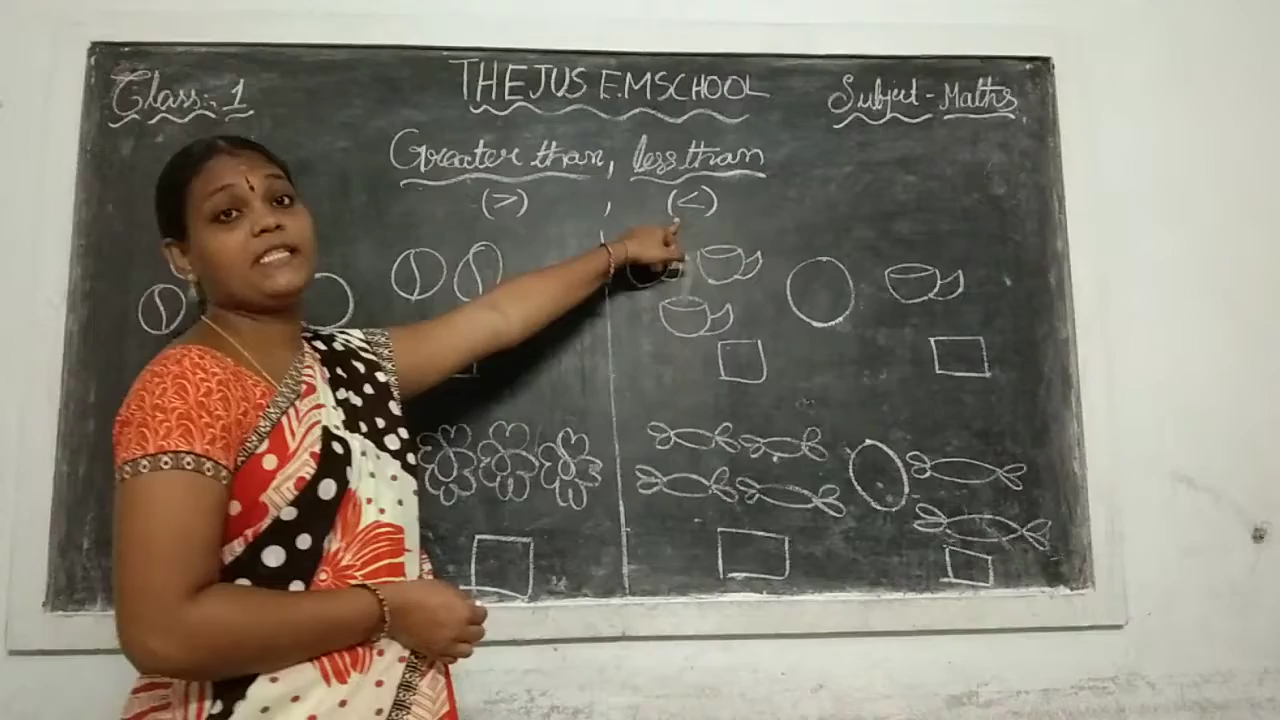 Class:- 1
THEJUS E.M SCHOOL
Subject - Maths
Greater than, less than
(>) , (<)